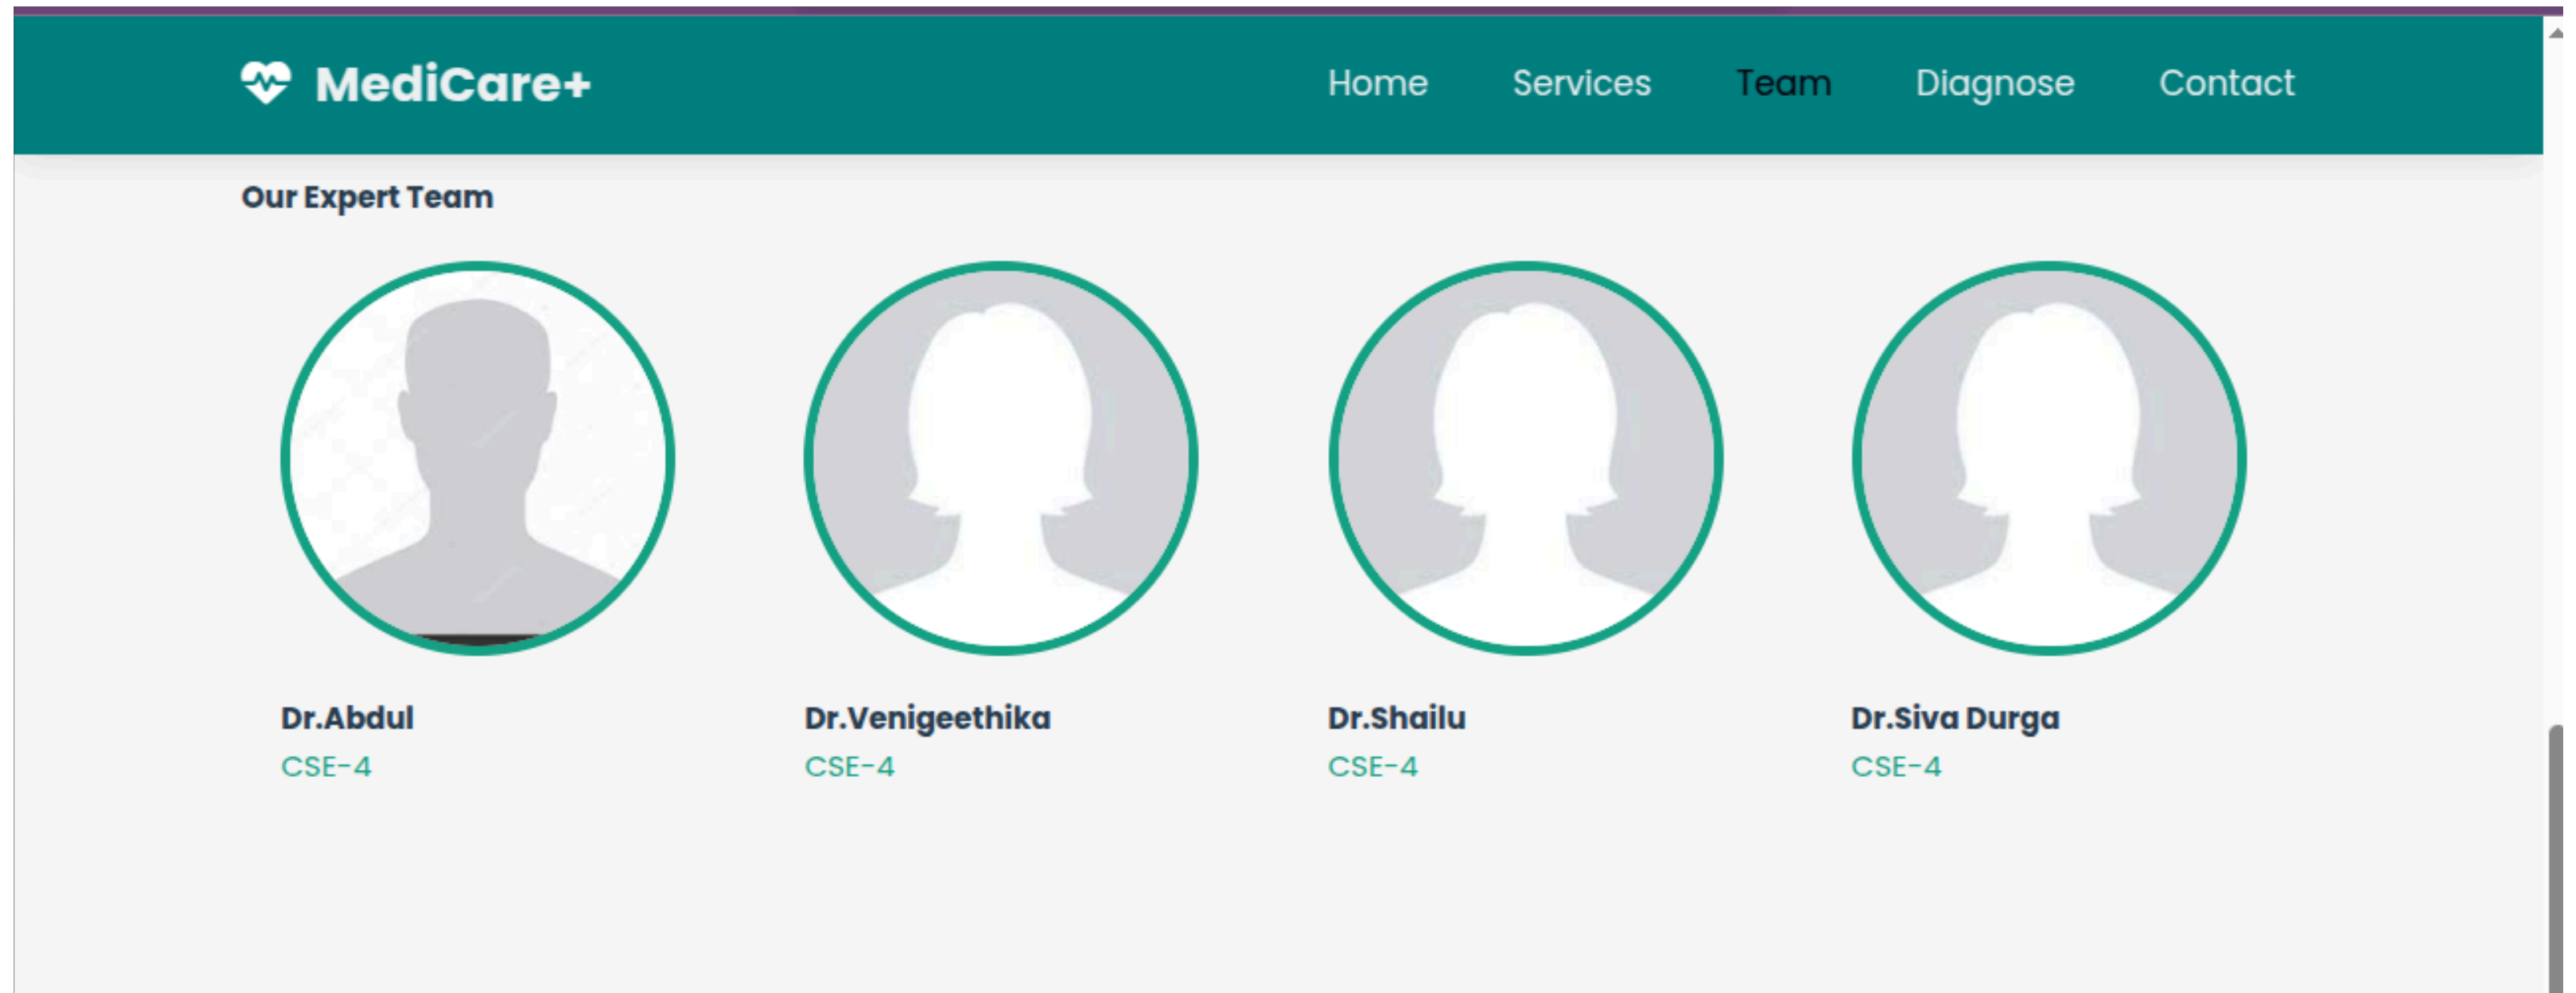 MediCare+ Home Services Team Diagnose Contact
Our Expert Team
Dr.Abdul Dr.Venigeethika Dr.Shailu Dr.Siva Durga
CSE-4 CSE-4 CSE-4 CSE-4